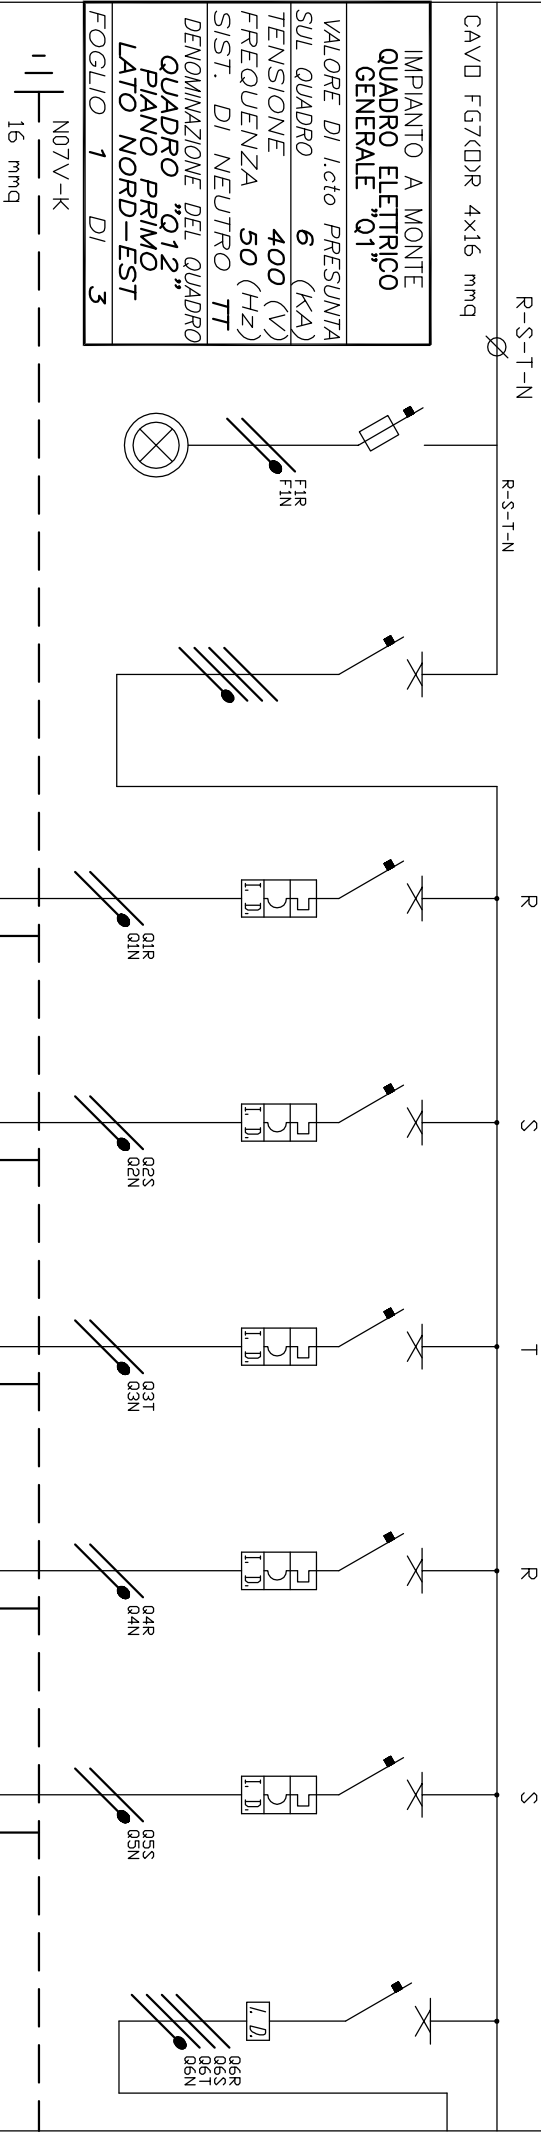 R-S-T-N
CAVO FG7(O)R 4x16 mmq
R-S-T-N
IMPIANTO A MONTE
QUADRO ELETTRICO
GENERALE "Q1"
VALORE DI I.cto PRESUNTA
SUL QUADRO 6 (KA)
TENSIONE 400 (V)
FREQUENZA 50 (Hz)
SIST. DI NEUTRO TT
DENOMINAZIONE DEL QUADRO
QUADRO "Q12"
PIANO PRIMO
LATO NORD-EST
FOGLIO 1 DI 3
N07V-K
16 mmq
F1R
F1N
R
I. D.
Q1R
Q1N
S
I. D.
Q2S
Q2N
T
I. D.
Q3T
Q3N
R
I. D.
Q4R
Q4N
S
I. D.
Q5S
Q5N
I. D.
Q6R
Q6S
Q6T
Q6N